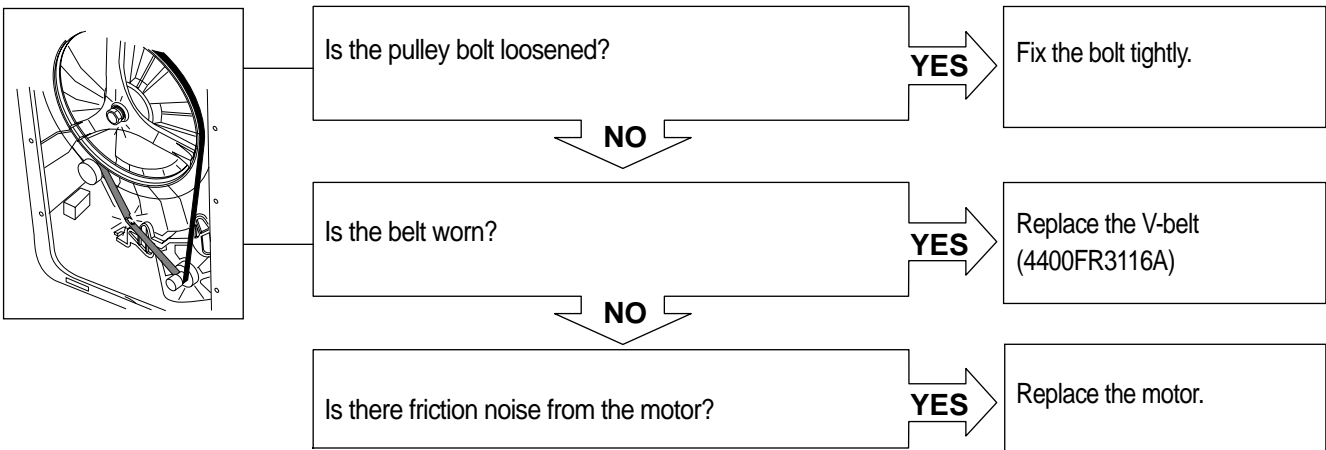 Is the pulley bolt loosened?
YES
Fix the bolt tightly.
NO
Is the belt worn?
YES
Replace the V-belt
(4400FR3116A)
NO
Is there friction noise from the motor?
YES
Replace the motor.